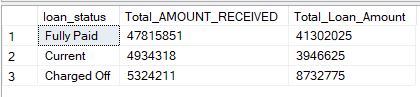 loan_status Total_AMOUNT_RECEIVED Total_Loan_Amount
1 Fully Paid 47815851 41302025
2 Current 4934318 3946625
3 Charged Off 5324211 8732775